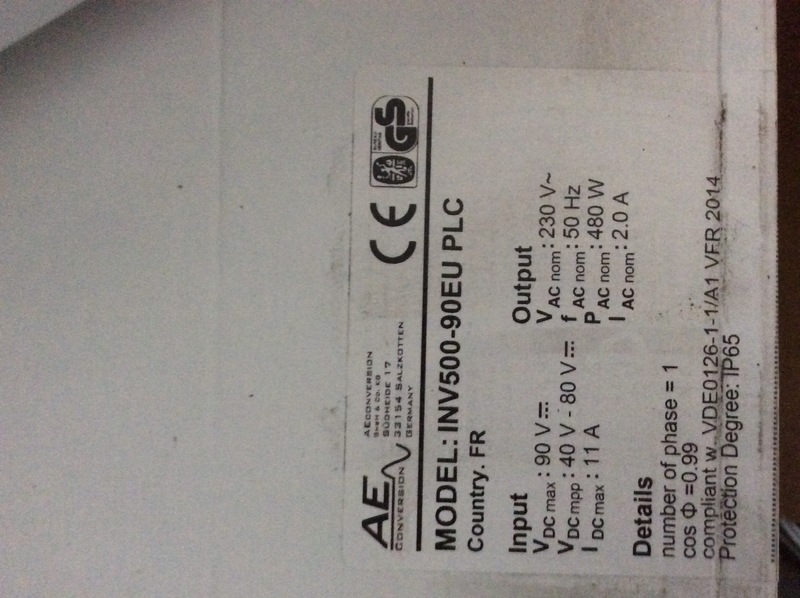 AE
CONVERSION
AECONVERSION
GMBH & CO. KG
SÜDHEIDE 17
33154 SALZKOTTEN
GERMANY
CE
GS
MODEL: INV500-90EU PLC
Country. FR
Input
V DC max : 90 V⎓
V DC mpp : 40 V - 80 V⎓
I DC max : 11 A
Output
V AC nom : 230 V~
f AC nom : 50 Hz
P AC nom : 480 W
I AC nom : 2.0 A
Details
number of phase = 1
cos Φ =0.99
compliant w. VDE0126-1-1/A1 VFR 2014
Protection Degree: IP65